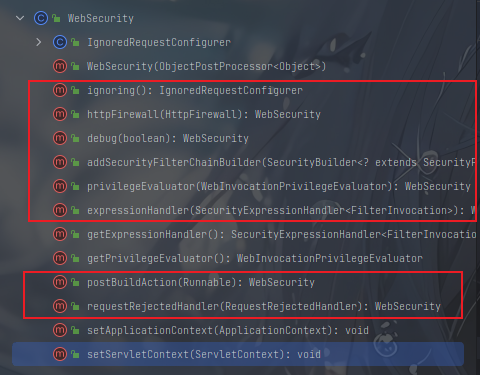 WebSecurity
IgnoredRequestConfigurer
WebSecurity(ObjectPostProcessor<Object>)
ignoring(): IgnoredRequestConfigurer
httpFirewall(HttpFirewall): WebSecurity
debug(boolean): WebSecurity
addSecurityFilterChainBuilder(SecurityBuilder<? extends SecurityF
privilegeEvaluator(WebInvocationPrivilegeEvaluator): WebSecurity
expressionHandler(SecurityExpressionHandler<FilterInvocation>): W
getExpressionHandler(): SecurityExpressionHandler<FilterInvocation
getPrivilegeEvaluator(): WebInvocationPrivilegeEvaluator
postBuildAction(Runnable): WebSecurity
requestRejectedHandler(RequestRejectedHandler): WebSecurity
setApplicationContext(ApplicationContext): void
setServletContext(ServletContext): void